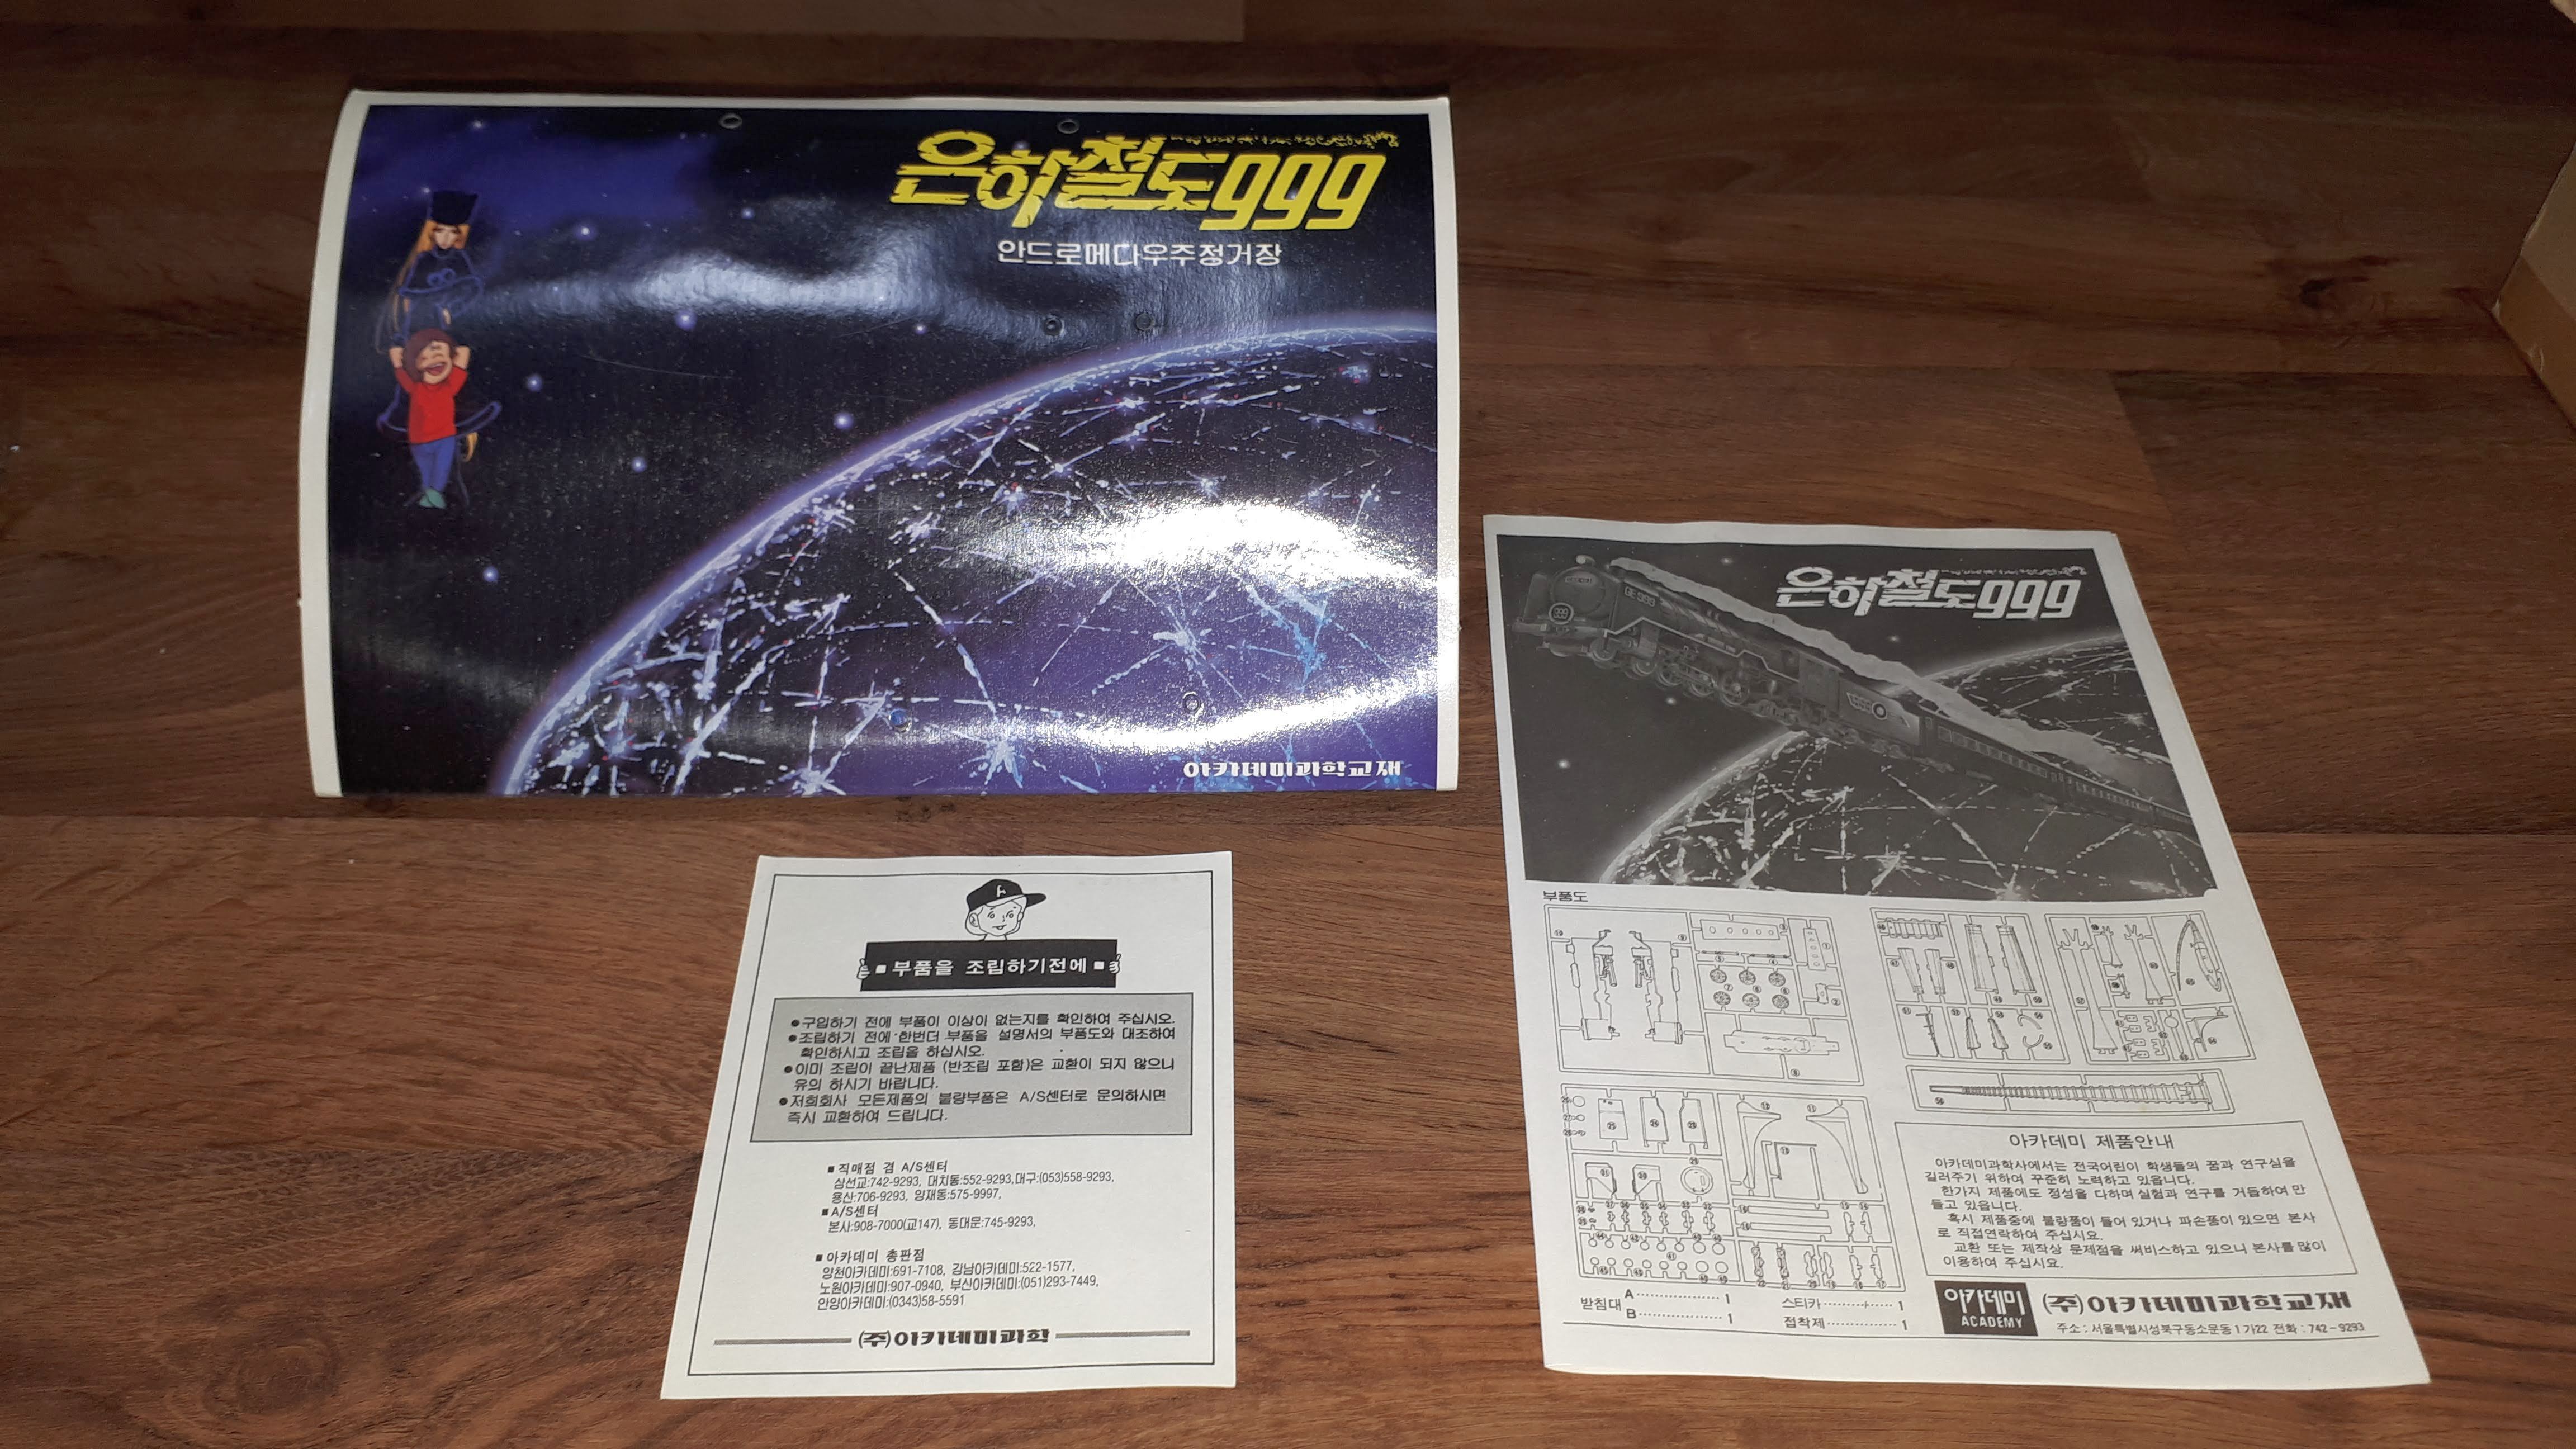 은하철도999
안드로메다우주정거장
아카데미과학교재
은하철도999
부품도
아카데미 제품안내
아카데미과학사에서는 전국어린이 학생들의 꿈과 연구심을
길러주기 위하여 꾸준히 노력하고 있읍니다.
한가지 제품에도 정성을 다하며 실험과 연구를 거듭하여 만
들고 있읍니다.
혹시 제품중에 불량품이 들어 있거나 파손품이 있으면 본사
로 직접연락하여 주십시요.
교환 또는 제작상 문제점을 써비스하고 있으니 본사를 많이
이용하여 주십시요.
받침대 A 1
B 1
스티카 1
접착제 1
아카데미
ACADEMY
(주)아카데미과학교재
주소 : 서울특별시성북구동소문동 1가22 전화 : 742-9293
■ 부품을 조립하기전에 ■
●구입하기 전에 부품이 이상이 없는지를 확인하여 주십시오.
●조립하기 전에 한번더 부품을 설명서의 부품도와 대조하여
확인하시고 조립을 하십시오.
●이미 조립이 끝난제품 (반조립 포함)은 교환이 되지 않으니
유의 하시기 바랍니다.
●저희회사 모든제품의 불량부품은 A/S센터로 문의하시면
즉시 교환하여 드립니다.
■ 직매점 겸 A/S센터
삼선교:742-9293, 대치동:552-9293,대구:(053)558-9293,
용산:706-9293, 양재동:575-9997,
■ A/S센터
본사:908-7000(교147), 동대문:745-9293,
■ 아카데미 총판점
양천아카데미:691-7108, 강남아카데미:522-1577,
노원아카데미:907-0940, 부산아카데미:(051)293-7449,
안양아카데미:(0343)58-5591
(주)아카데미과학